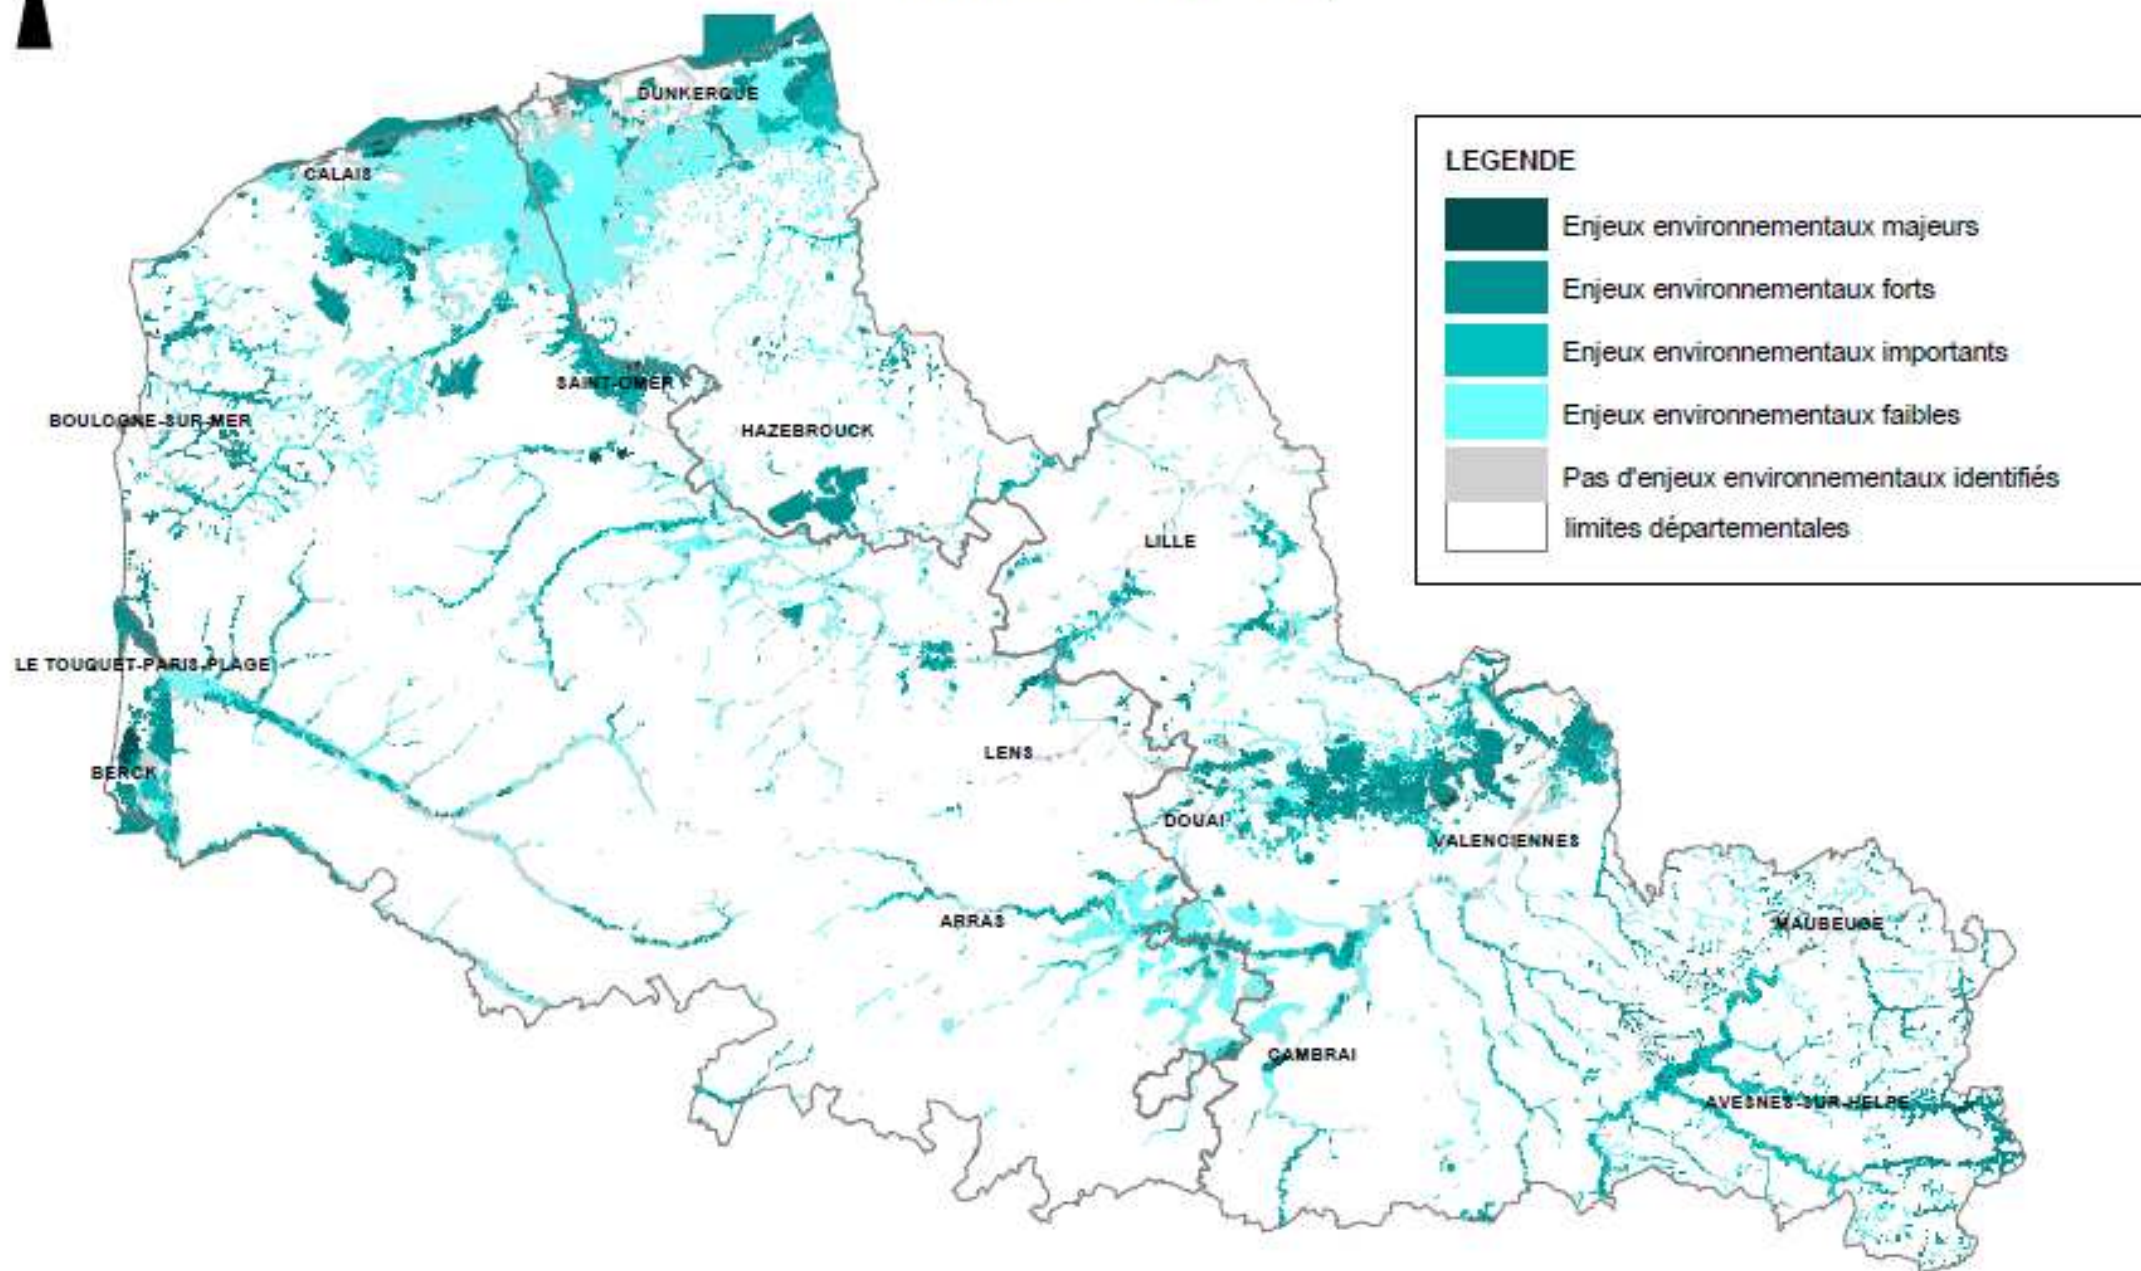 DUNKERQUE
CALAIS
LEGENDE
Enjeux environnementaux majeurs
Enjeux environnementaux forts
Enjeux environnementaux importants
Enjeux environnementaux faibles
Pas d'enjeux environnementaux identifiés
limites départementales
SAINT-OMER
BOULOGNE-SUR-MER
HAZEBROUCK
LILLE
LE TOUQUET-PARIS-PLAGE
LENS
BERCK
DOUAI
VALENCIENNES
ARRAS
MAUBEUGE
CAMBRAI
AVESNES-SUR-HELPE